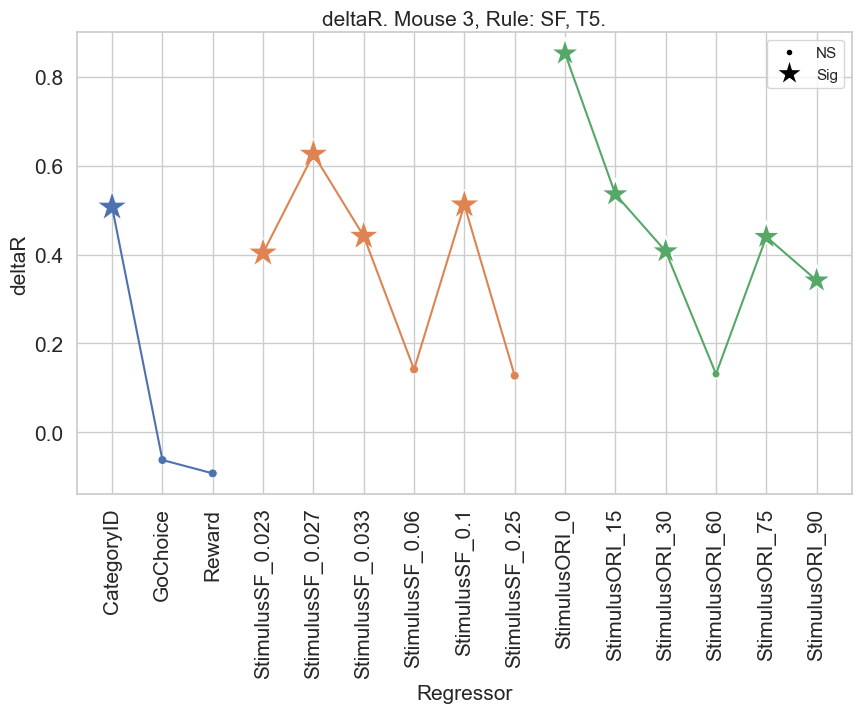 deltaR. Mouse 3, Rule: SF, T5.
NS
Sig
deltaR
0.8
0.6
0.4
0.2
0.0
CategoryID
GoChoice
Reward
StimulusSF_0.023
StimulusSF_0.027
StimulusSF_0.033
StimulusSF_0.06
StimulusSF_0.1
StimulusSF_0.25
StimulusORI_0
StimulusORI_15
StimulusORI_30
StimulusORI_60
StimulusORI_75
StimulusORI_90
Regressor